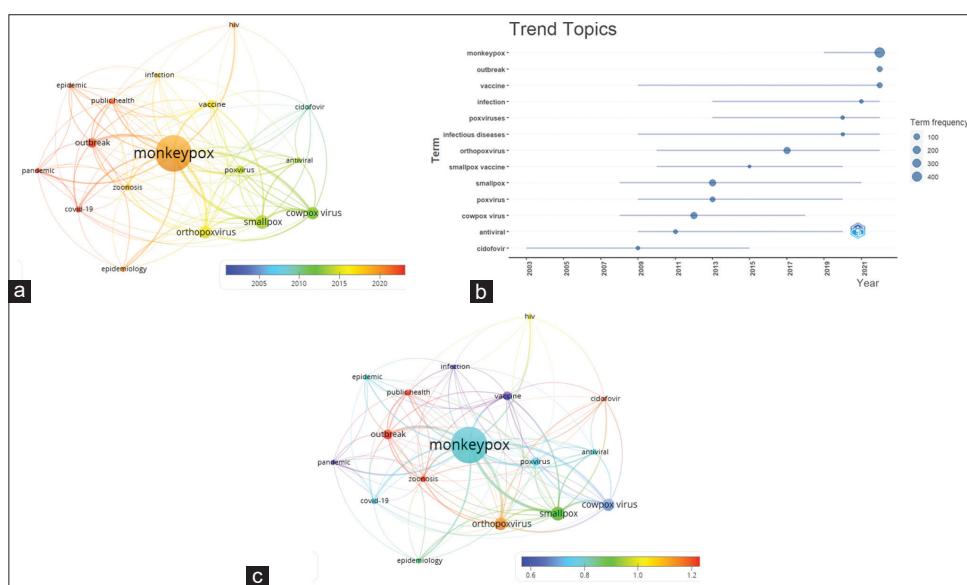 hiv
infection
epidemic
public health
vaccine
cidofovir
outbreak
monkeypox
antiviral
pandemic
poxvirus
zoonosis
covid-19
cowpox virus
smallpox
orthopoxvirus
epidemiology
2005 2010 2015 2020
a
Trend Topics
Term
monkeypox
outbreak
vaccine
infection
poxviruses
infectious diseases
orthopoxvirus
smallpox vaccine
smallpox
poxvirus
cowpox virus
antiviral
cidofovir
2003 2005 2007 2009 2011 2013 2015 2017 2019 2021
Year
Term frequency
100
200
300
400
b
hiv
infection
epidemic
public health
vaccine
cidofovir
outbreak
monkeypox
antiviral
pandemic
poxvirus
zoonosis
covid-19
cowpox virus
smallpox
orthopoxvirus
epidemiology
0.6 0.8 1.0 1.2
c